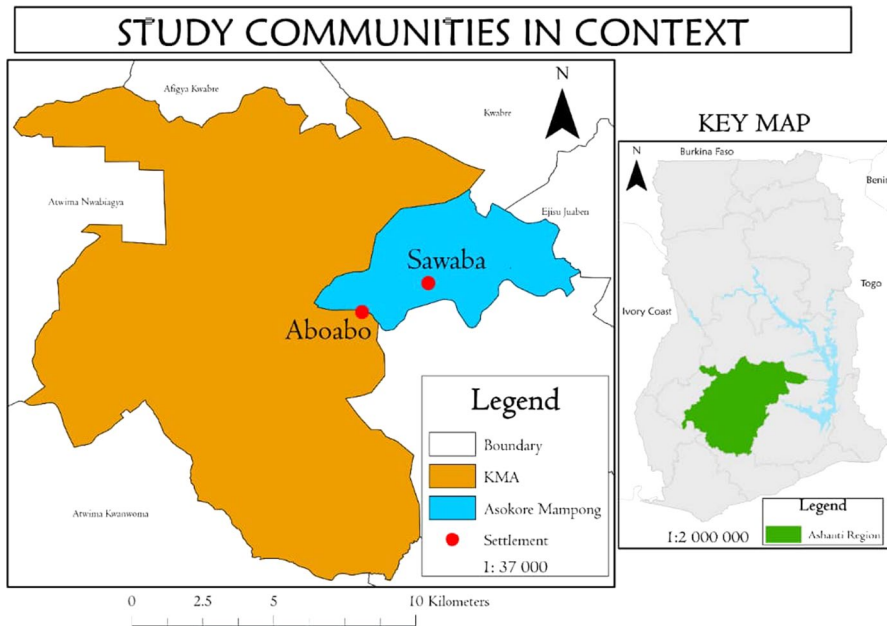 STUDY COMMUNITIES IN CONTEXT
Afigya Kwabre
N
Kwabre
Atwima Nwabiagya
Ejisu Juaben
Sawaba
Aboabo
Atwima Kwanwoma
Legend
Boundary
KMA
Asokore Mampong
Settlement
1: 37 000
0 2.5 5 10 Kilometers
KEY MAP
Burkina Faso
N
Benin
Togo
Ivory Coast
Legend
1:2 000 000
Ashanti Region